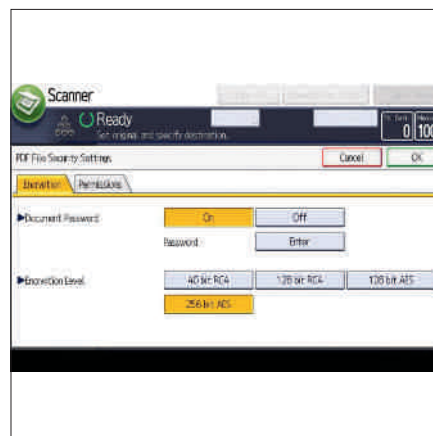 Scanner
Ready
Set original and specify destination.
0 100
PDF File Security Settings
Cancel OK
Encryption Permissions
▶Document Password On Off
Password Enter
▶Encryption Level 40 bit RC4 128 bit RC4 128 bit AES
256 bit AES